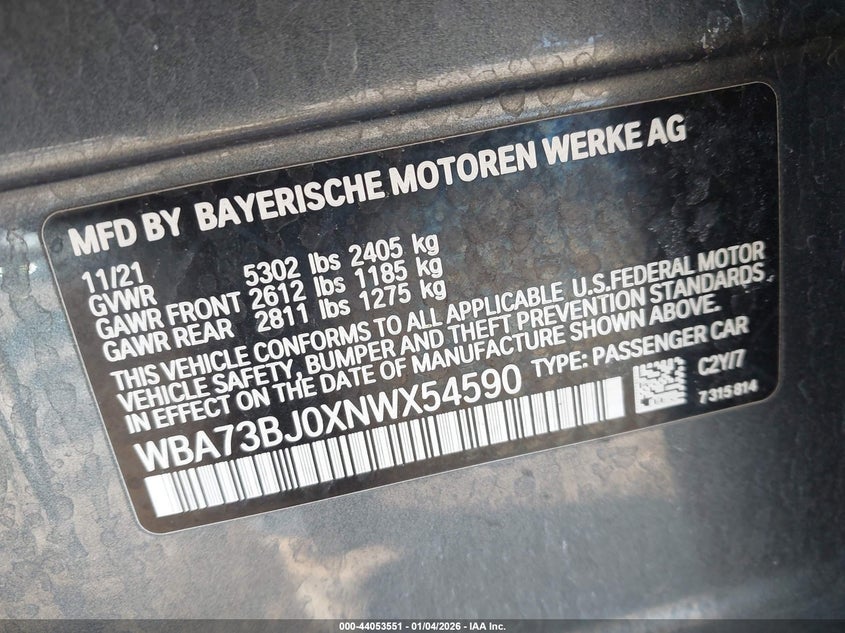 MFD BY BAYERISCHE MOTOREN WERKE AG
11/21 5302 lbs 2405 kg
GVWR 2612 lbs 1185 kg
GAWR FRONT 2811 lbs 1275 kg
GAWR REAR
THIS VEHICLE CONFORMS TO ALL APPLICABLE U.S.FEDERAL MOTOR
VEHICLE SAFETY, BUMPER AND THEFT PREVENTION STANDARDS
IN EFFECT ON THE DATE OF MANUFACTURE SHOWN ABOVE.
WBA73BJ0XNWX54590 TYPE: PASSENGER CAR
C2Y/7
7 315 814
000-44053551 - 01/04/2026 - IAA Inc.